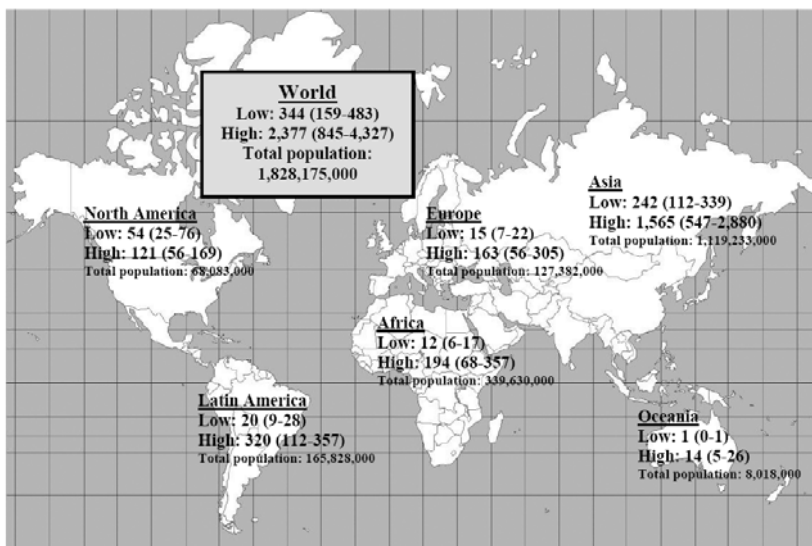 World
Low: 344 (159-483)
High: 2,377 (845-4,327)
Total population:
1,828,175,000
Asia
Low: 242 (112-339)
High: 1,565 (547-2,880)
Total population: 1,119,233,000
North America
Low: 54 (25-76)
High: 121 (56-169)
Total population: 68,083,000
Europe
Low: 15 (7-22)
High: 163 (56-305)
Total population: 127,382,000
Africa
Low: 12 (6-17)
High: 194 (68-357)
Total population: 339,630,000
Latin America
Low: 20 (9-28)
High: 320 (112-357)
Total population: 165,828,000
Oceania
Low: 1 (0-1)
High: 14 (5-26)
Total population: 8,018,000